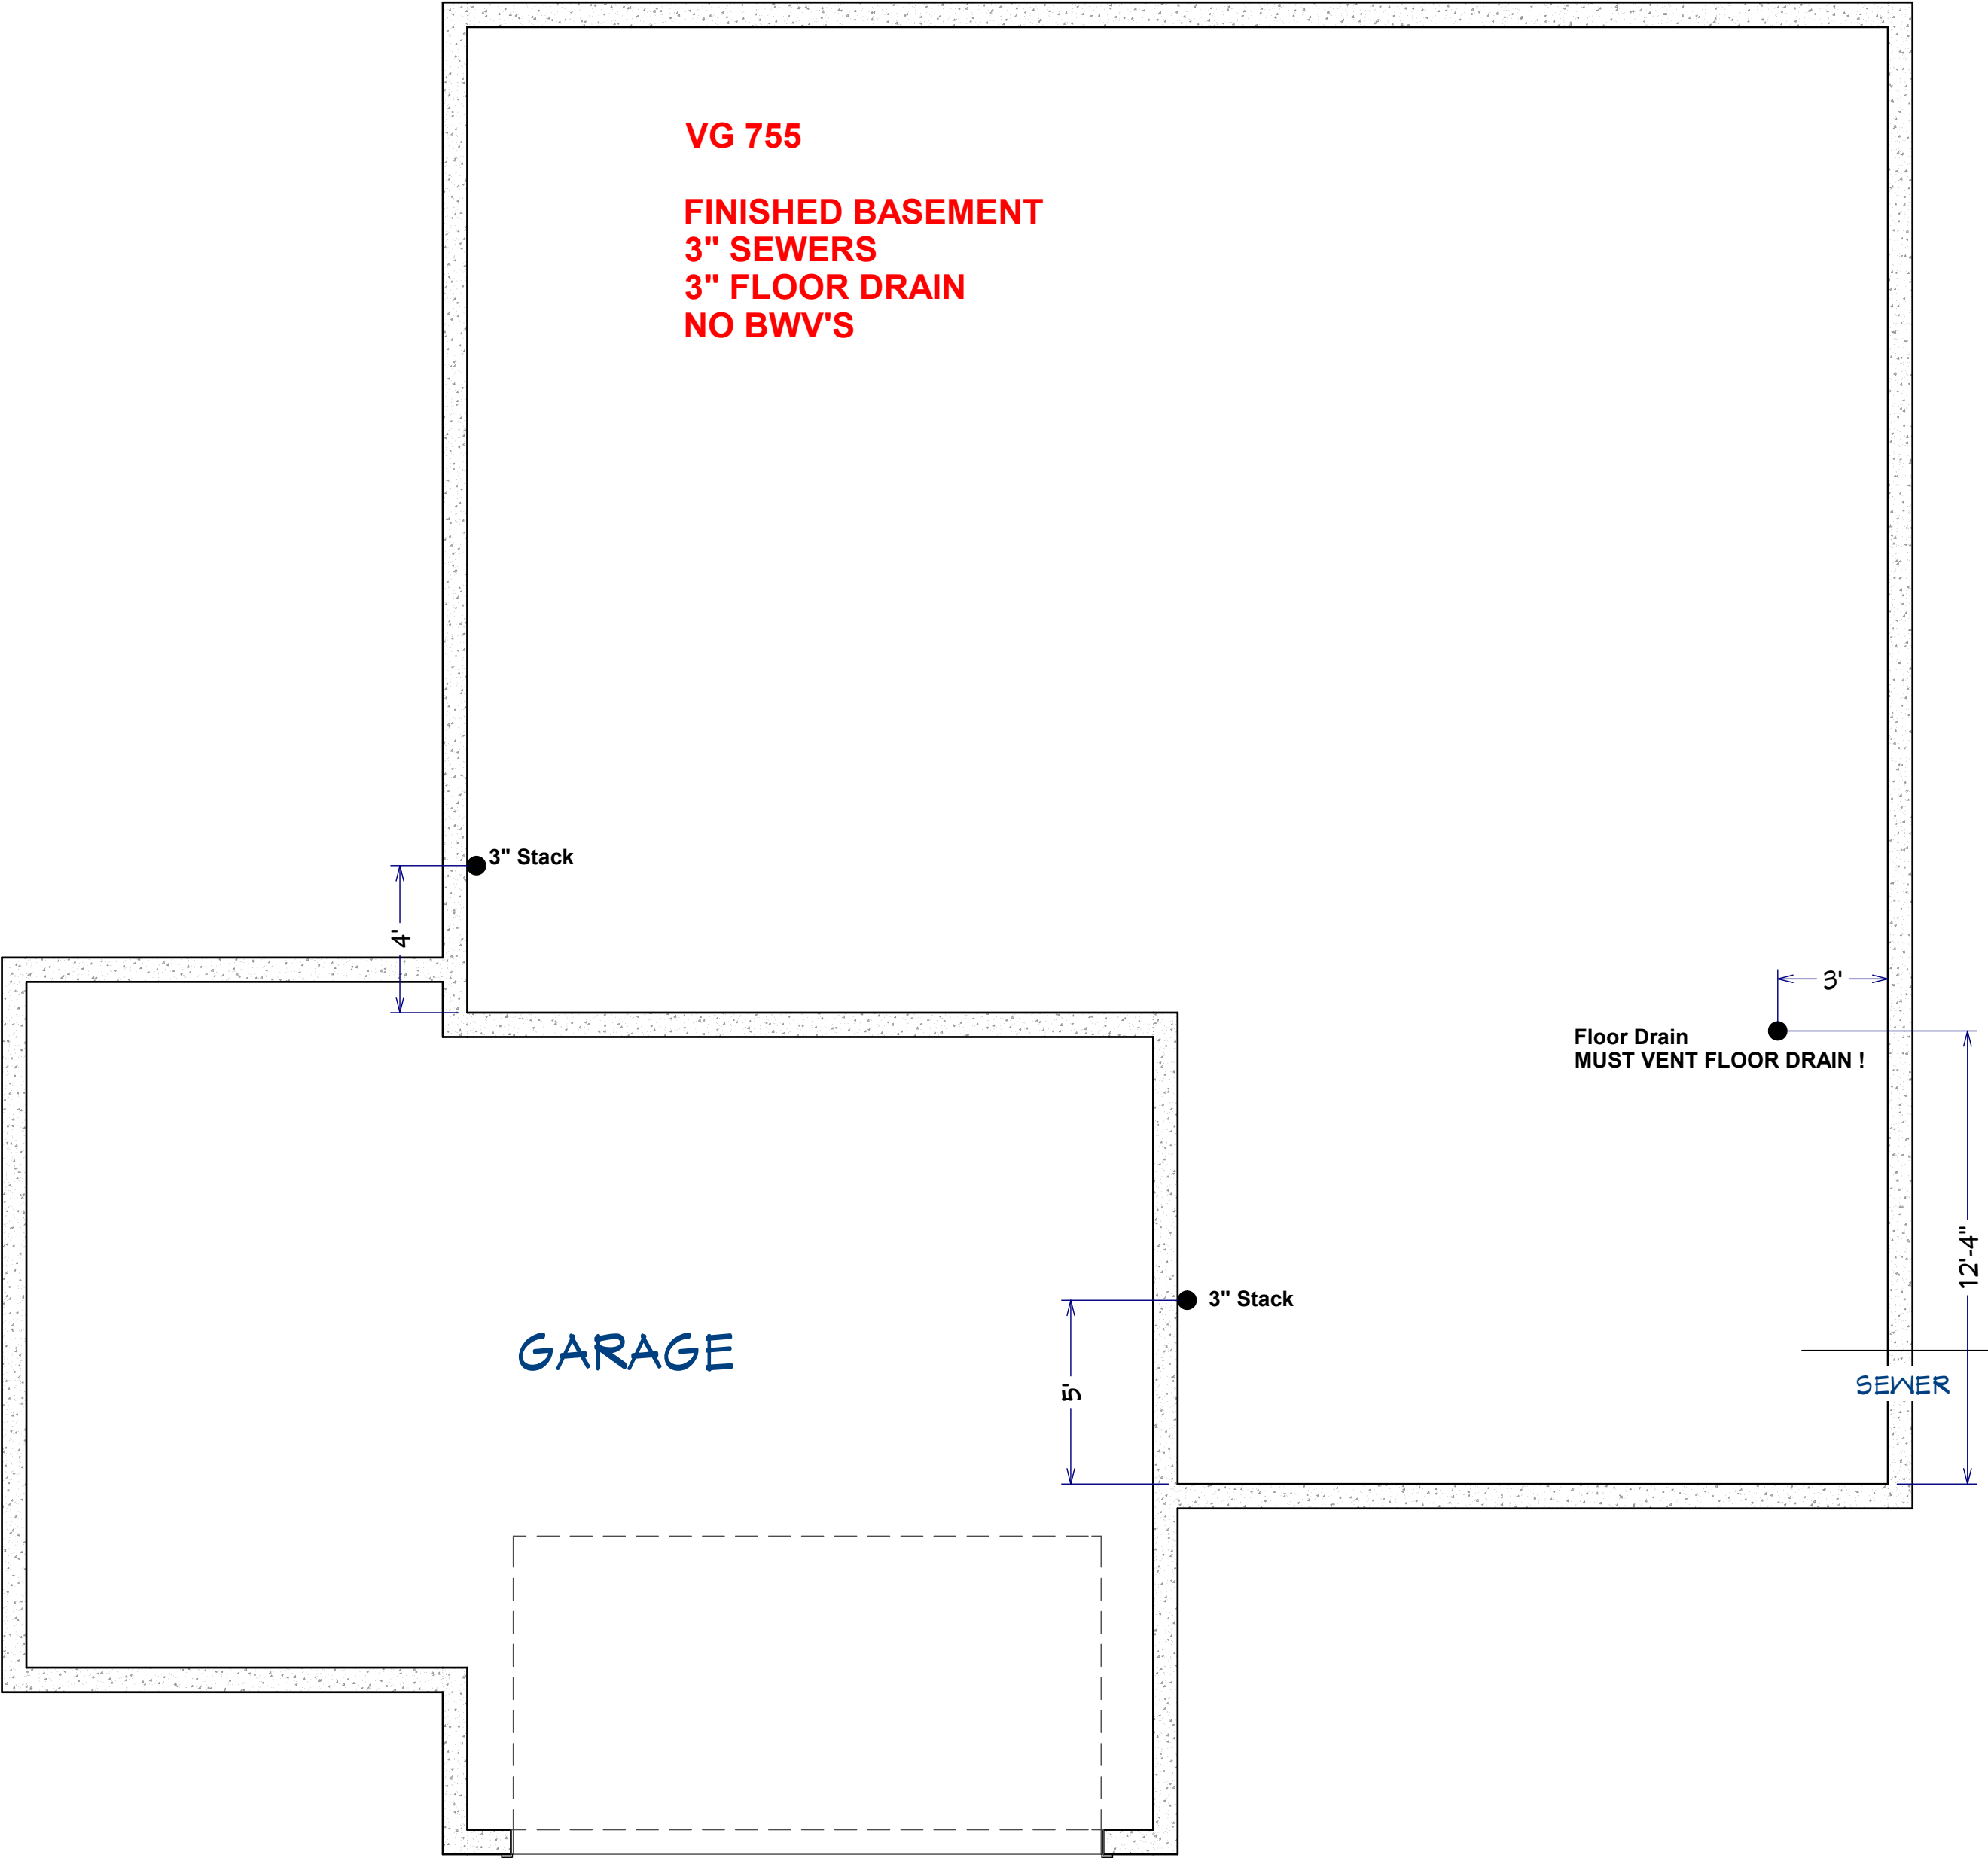 VG 755
FINISHED BASEMENT
3" SEWERS
3" FLOOR DRAIN
NO BWV'S
3" Stack
4'
3'
Floor Drain
MUST VENT FLOOR DRAIN !
12'-4"
3" Stack
GARAGE
5'
SEWER